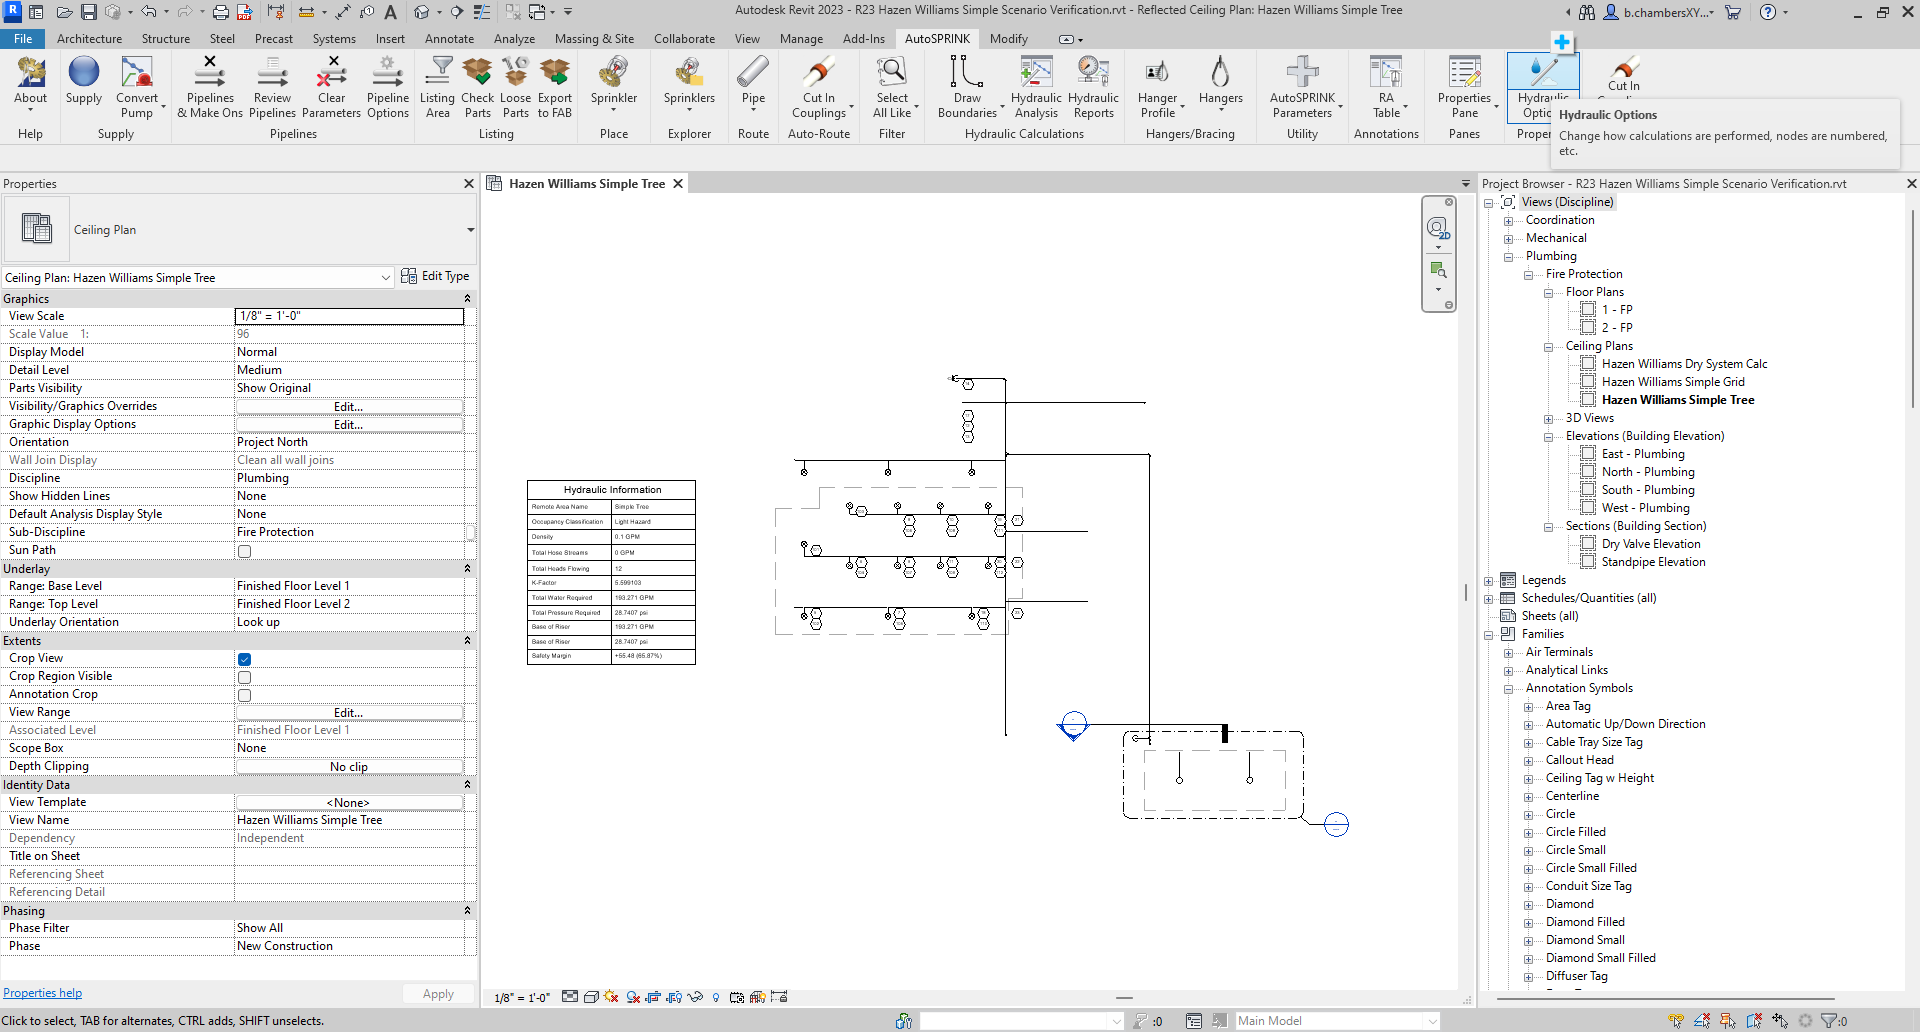 Autodesk Revit 2023 - R23 Hazen Williams Simple Scenario Verification.rvt - Reflected Ceiling Plan: Hazen Williams Simple Tree
b.chambersXY...
File Architecture Structure Steel Precast Systems Insert Annotate Analyze Massing & Site Collaborate View Manage Add-Ins AutoSPRINK Modify
About
Supply
Convert Pump
Pipelines & Make Ons
Review Pipelines
Clear Parameters
Pipeline Options
Listing Area
Check Parts
Loose Parts
Export to FAB
Sprinkler
Sprinklers
Pipe
Cut In Couplings
Select All Like
Draw Boundaries
Hydraulic Analysis
Hydraulic Reports
Hanger Profile
Hangers
AutoSPRINK Parameters
RA Table
Properties Pane
Cut In
Help Supply Pipelines Listing Place Explorer Route Auto-Route Filter Hydraulic Calculations Hangers/Bracing Utility Annotations Panes
Hydraulic Options
Change how calculations are performed, nodes are numbered,
etc.
Properties
Ceiling Plan
Ceiling Plan: Hazen Williams Simple Tree Edit Type
Graphics
View Scale 1/8" = 1'-0"
Scale Value 1: 96
Display Model Normal
Detail Level Medium
Parts Visibility Show Original
Visibility/Graphics Overrides Edit...
Graphic Display Options Edit...
Orientation Project North
Wall Join Display Clean all wall joins
Discipline Plumbing
Show Hidden Lines None
Default Analysis Display Style None
Sub-Discipline Fire Protection
Sun Path
Underlay
Range: Base Level Finished Floor Level 1
Range: Top Level Finished Floor Level 2
Underlay Orientation Look up
Extents
Crop View
Crop Region Visible
Annotation Crop
View Range Edit...
Associated Level Finished Floor Level 1
Scope Box None
Depth Clipping No clip
Identity Data
View Template <None>
View Name Hazen Williams Simple Tree
Dependency Independent
Title on Sheet
Referencing Sheet
Referencing Detail
Phasing
Phase Filter Show All
Phase New Construction
Properties help Apply
Hazen Williams Simple Tree
2D
Hydraulic Information
Remote Area Name Simple Tree
Occupancy Classification Light Hazard
Density 0.1 GPM
Total Hose Streams 0 GPM
Total Heads Flowing 12
K-Factor 5.599103
Total Water Required 193.271 GPM
Total Pressure Required 28.7407 psi
Base of Riser 193.271 GPM
Base of Riser 28.7407 psi
Safety Margin +55.48 (65.87%)
1/8" = 1'-0"
Project Browser - R23 Hazen Williams Simple Scenario Verification.rvt
Views (Discipline)
Coordination
Mechanical
Plumbing
Fire Protection
Floor Plans
1 - FP
2 - FP
Ceiling Plans
Hazen Williams Dry System Calc
Hazen Williams Simple Grid
Hazen Williams Simple Tree
3D Views
Elevations (Building Elevation)
East - Plumbing
North - Plumbing
South - Plumbing
West - Plumbing
Sections (Building Section)
Dry Valve Elevation
Standpipe Elevation
Legends
Schedules/Quantities (all)
Sheets (all)
Families
Air Terminals
Analytical Links
Annotation Symbols
Area Tag
Automatic Up/Down Direction
Cable Tray Size Tag
Callout Head
Ceiling Tag w Height
Centerline
Circle
Circle Filled
Circle Small
Circle Small Filled
Conduit Size Tag
Diamond
Diamond Filled
Diamond Small
Diamond Small Filled
Diffuser Tag
Click to select, TAB for alternates, CTRL adds, SHIFT unselects.
:0
Main Model
:0